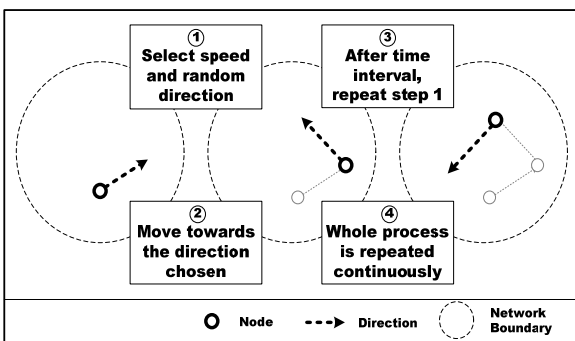 1
Select speed
and random
direction
2
Move towards
the direction
chosen
3
After time
interval,
repeat step 1
4
Whole process
is repeated
continuously
Node
Direction
Network
Boundary